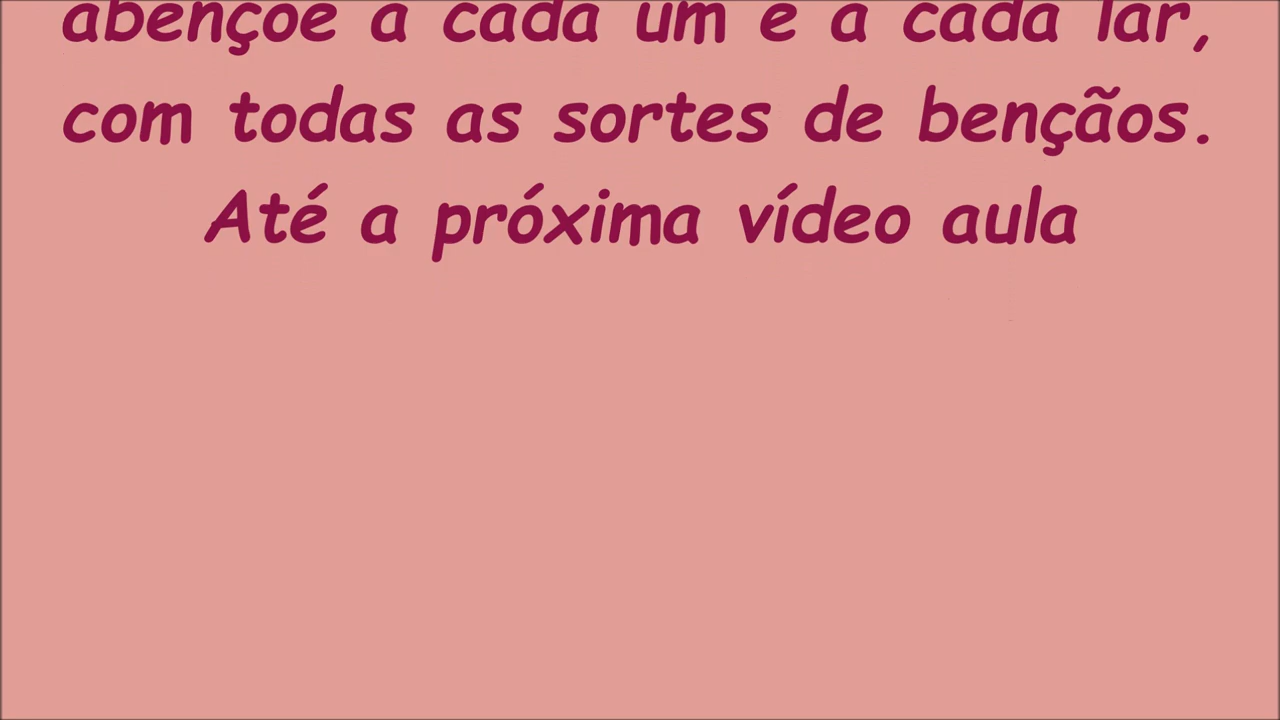 abençoe a cada um e a cada lar,
com todas as sortes de bençãos.
Até a próxima vídeo aula